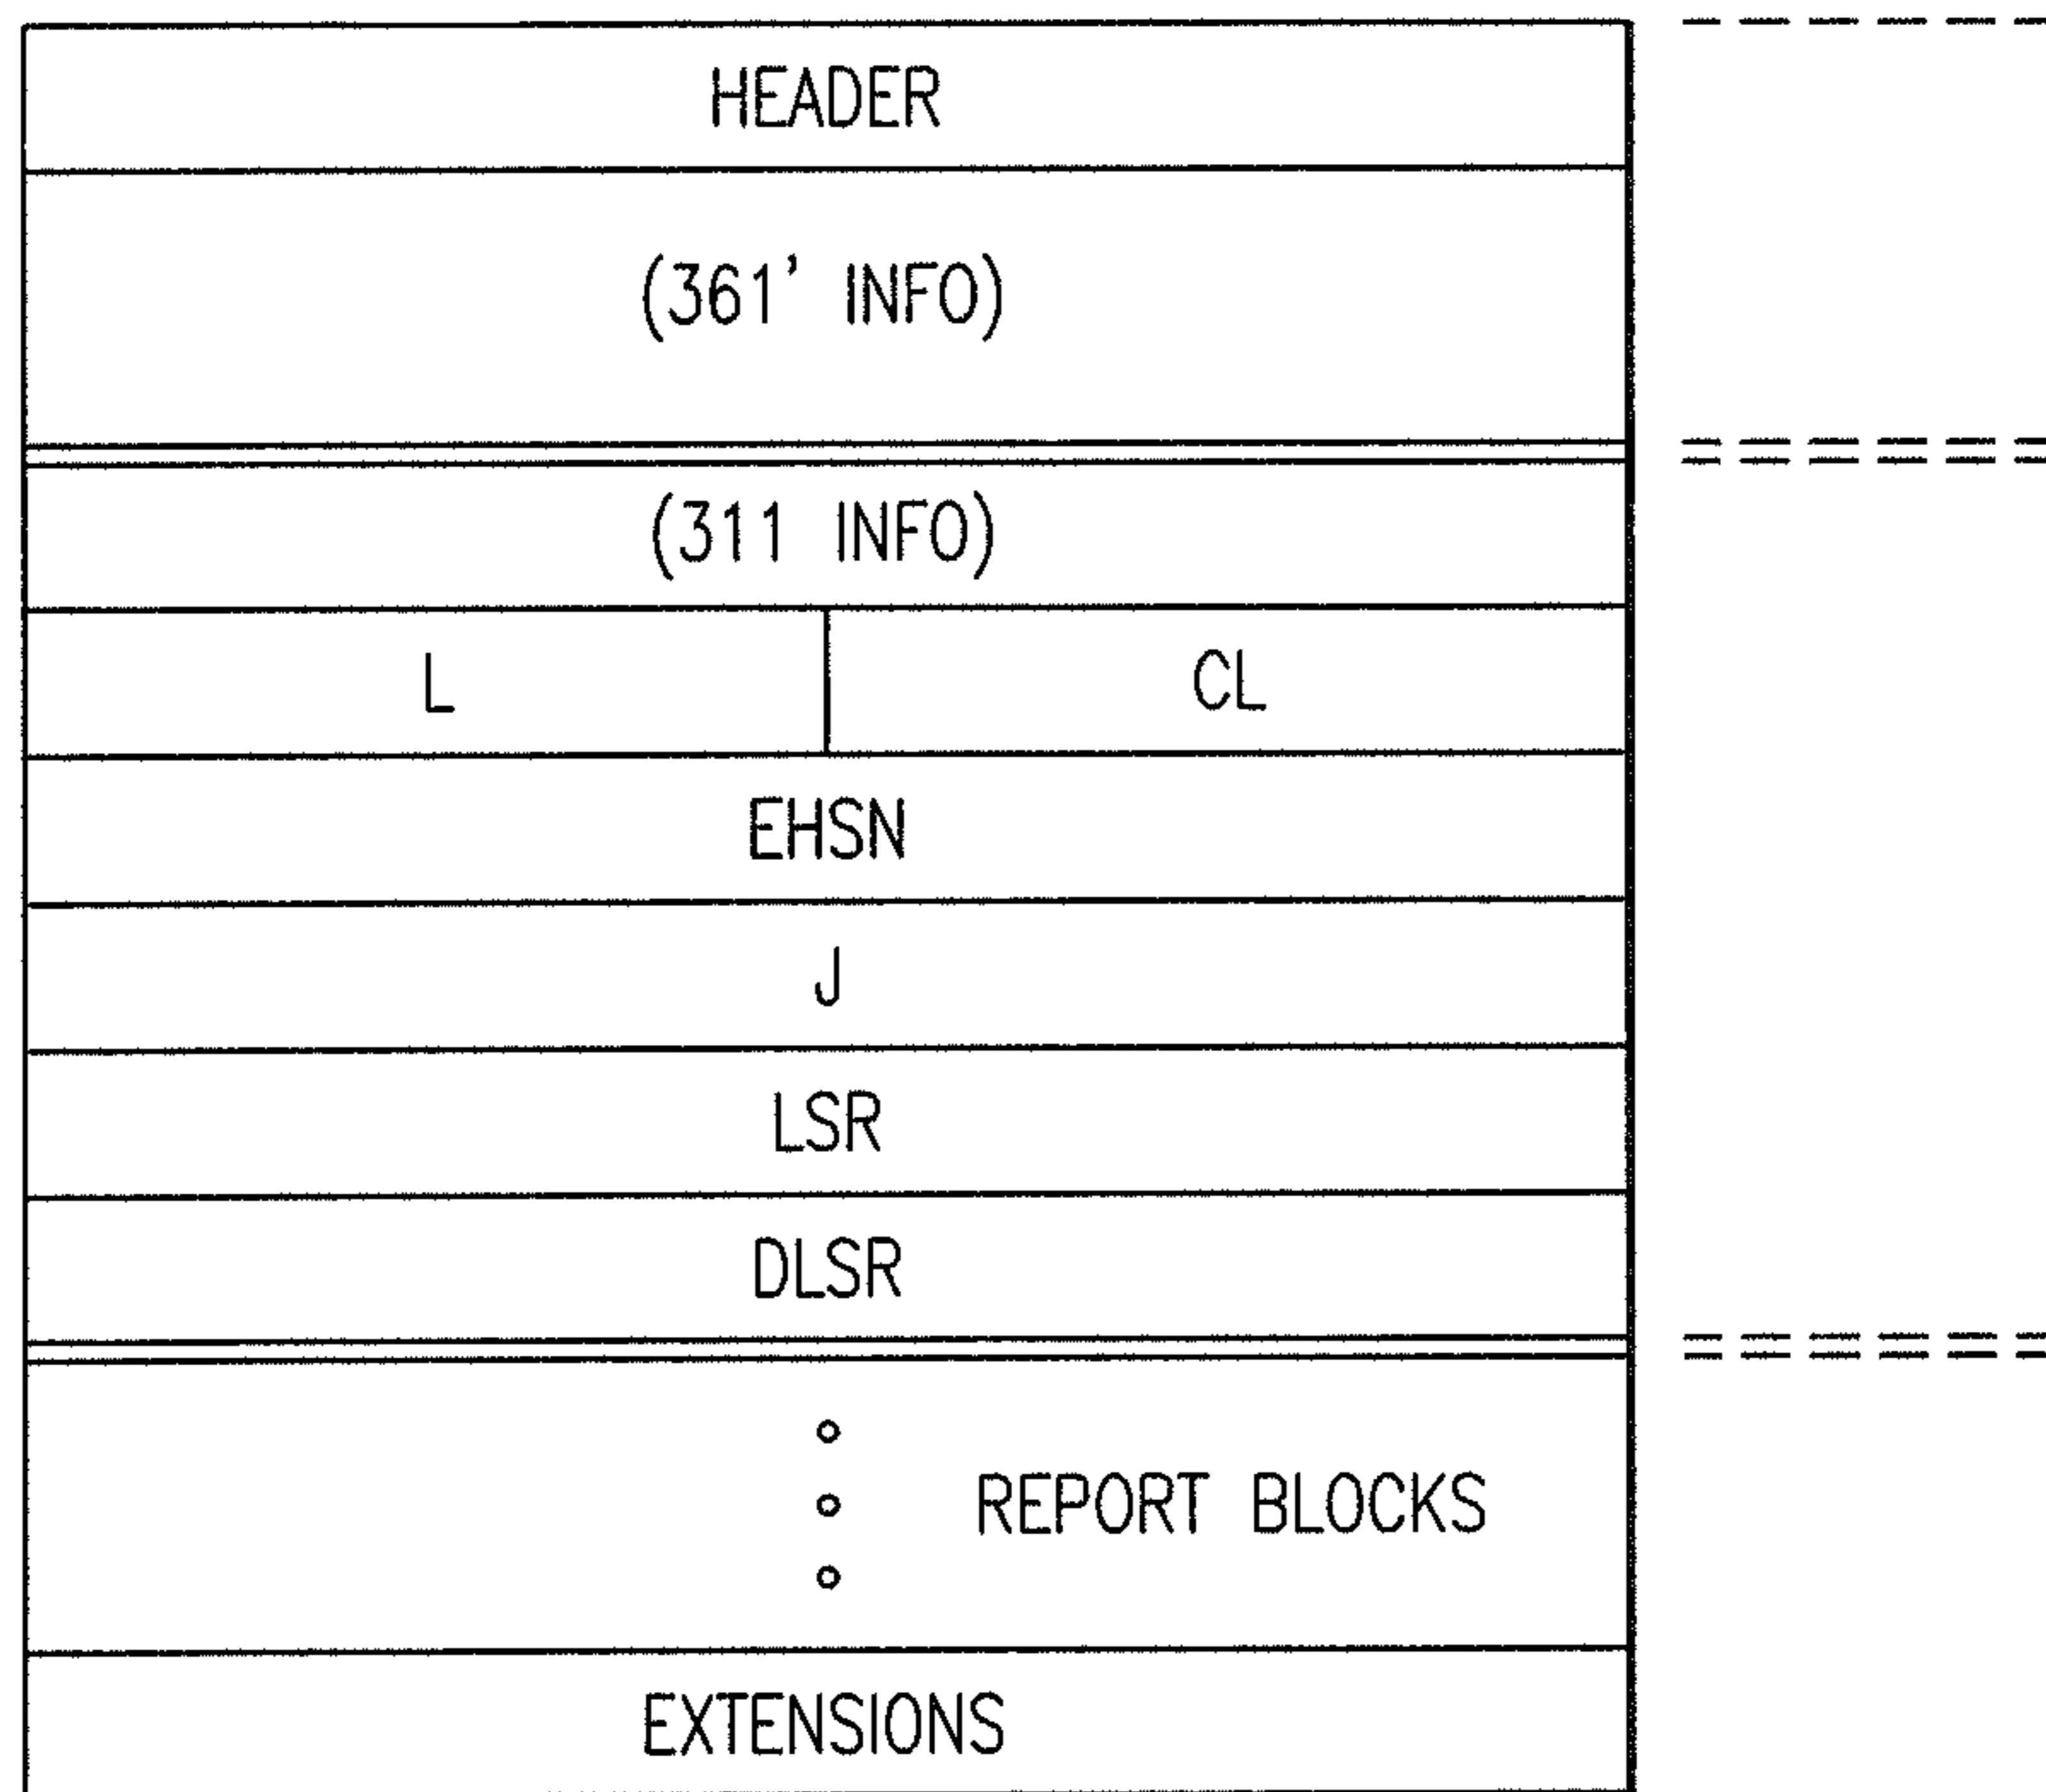 HEADER
(361' INFO)
(311 INFO)
L CL
EHSN
J
LSR
DLSR
REPORT BLOCKS
EXTENSIONS